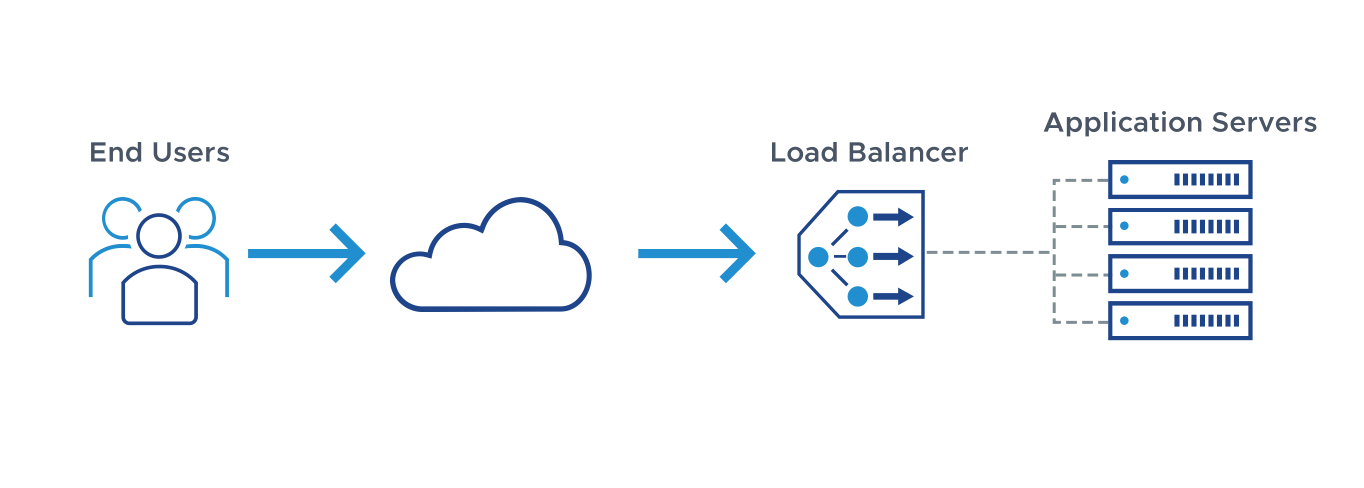 End Users
Load Balancer
Application Servers